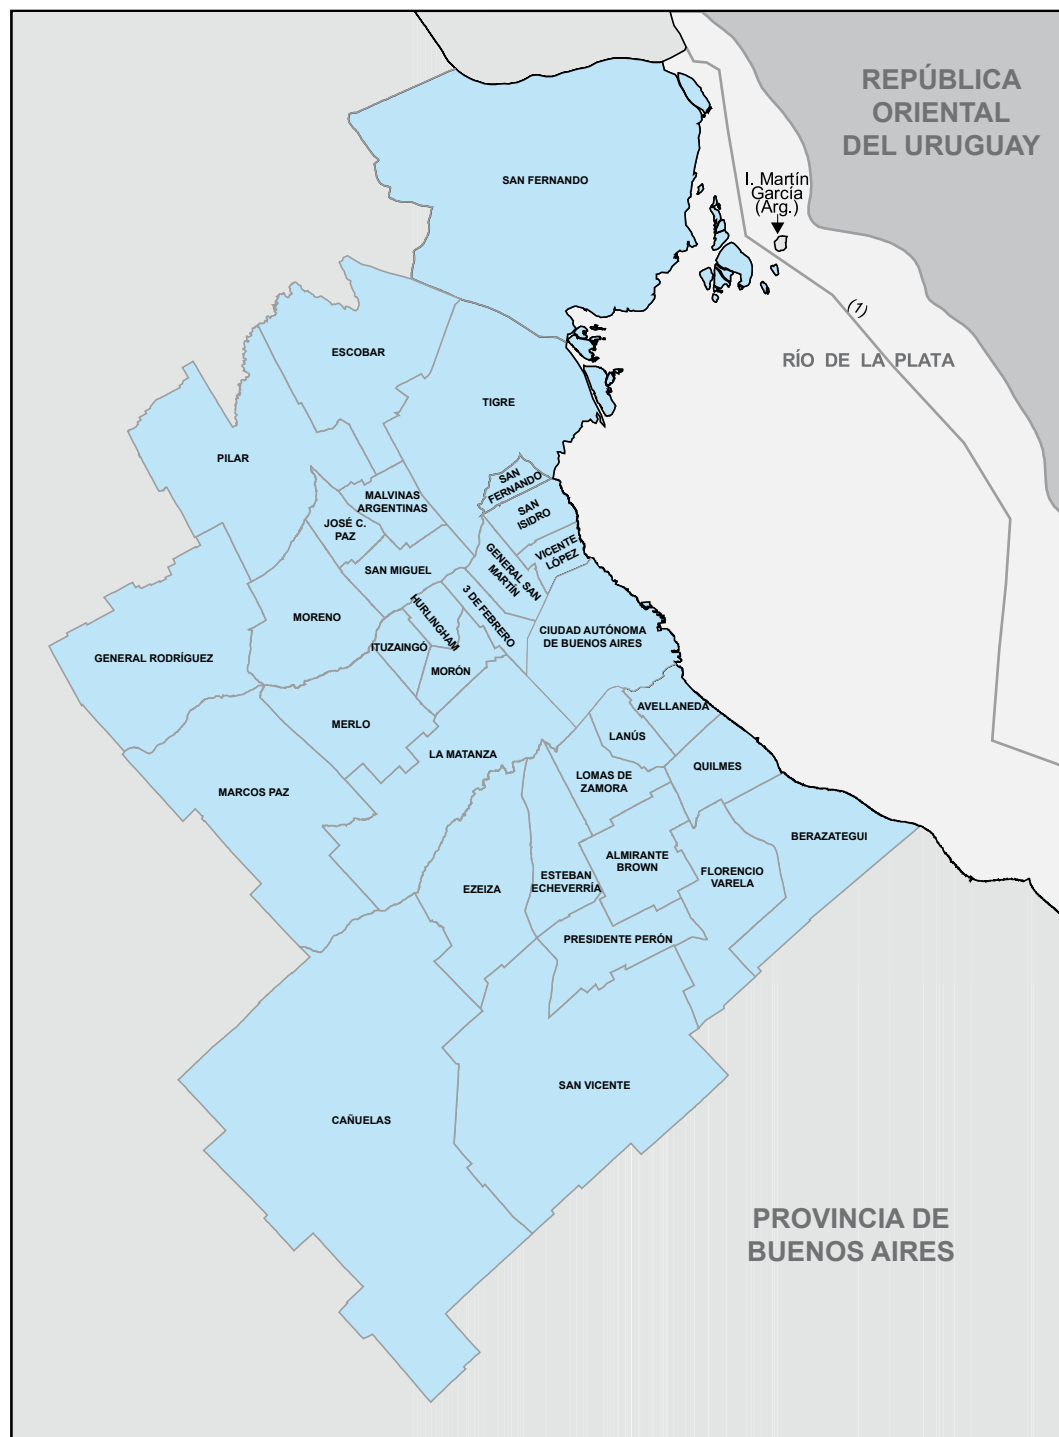 REPÚBLICA
ORIENTAL
DEL URUGUAY
SAN FERNANDO
I. Martín
García
(Arg.)
(1)
RÍO DE LA PLATA
ESCOBAR
TIGRE
PILAR
SAN
FERNANDO
MALVINAS
ARGENTINAS
SAN
ISIDRO
JOSÉ C.
PAZ
VICENTE
LÓPEZ
GENERAL SAN
MARTÍN
SAN MIGUEL
3 DE FEBRERO
HURLINGHAM
MORENO
CIUDAD AUTÓNOMA
DE BUENOS AIRES
ITUZAINGÓ
GENERAL RODRÍGUEZ
MORÓN
AVELLANEDA
MERLO
LANÚS
LA MATANZA
QUILMES
LOMAS DE
ZAMORA
MARCOS PAZ
BERAZATEGUI
ALMIRANTE
BROWN
FLORENCIO
VARELA
ESTEBAN
ECHEVERRÍA
EZEIZA
PRESIDENTE PERÓN
SAN VICENTE
CAÑUELAS
PROVINCIA DE
BUENOS AIRES